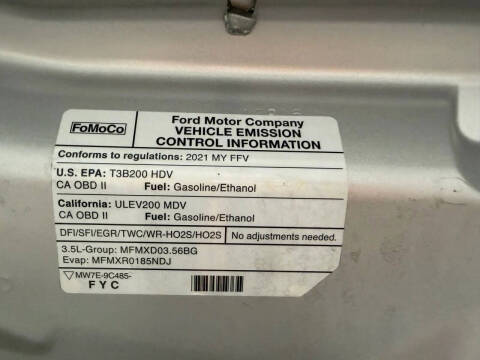 FoMoCo
Ford Motor Company
VEHICLE EMISSION
CONTROL INFORMATION
Conforms to regulations: 2021 MY FFV
U.S. EPA: T3B200 HDV
CA OBD II Fuel: Gasoline/Ethanol
California: ULEV200 MDV
CA OBD II Fuel: Gasoline/Ethanol
DFI/SFI/EGR/TWC/WR-HO2S/HO2S No adjustments needed.
3.5L-Group: MFMXD03.56BG
Evap: MFMXR0185NDJ
MW7E-9C485-
FYC